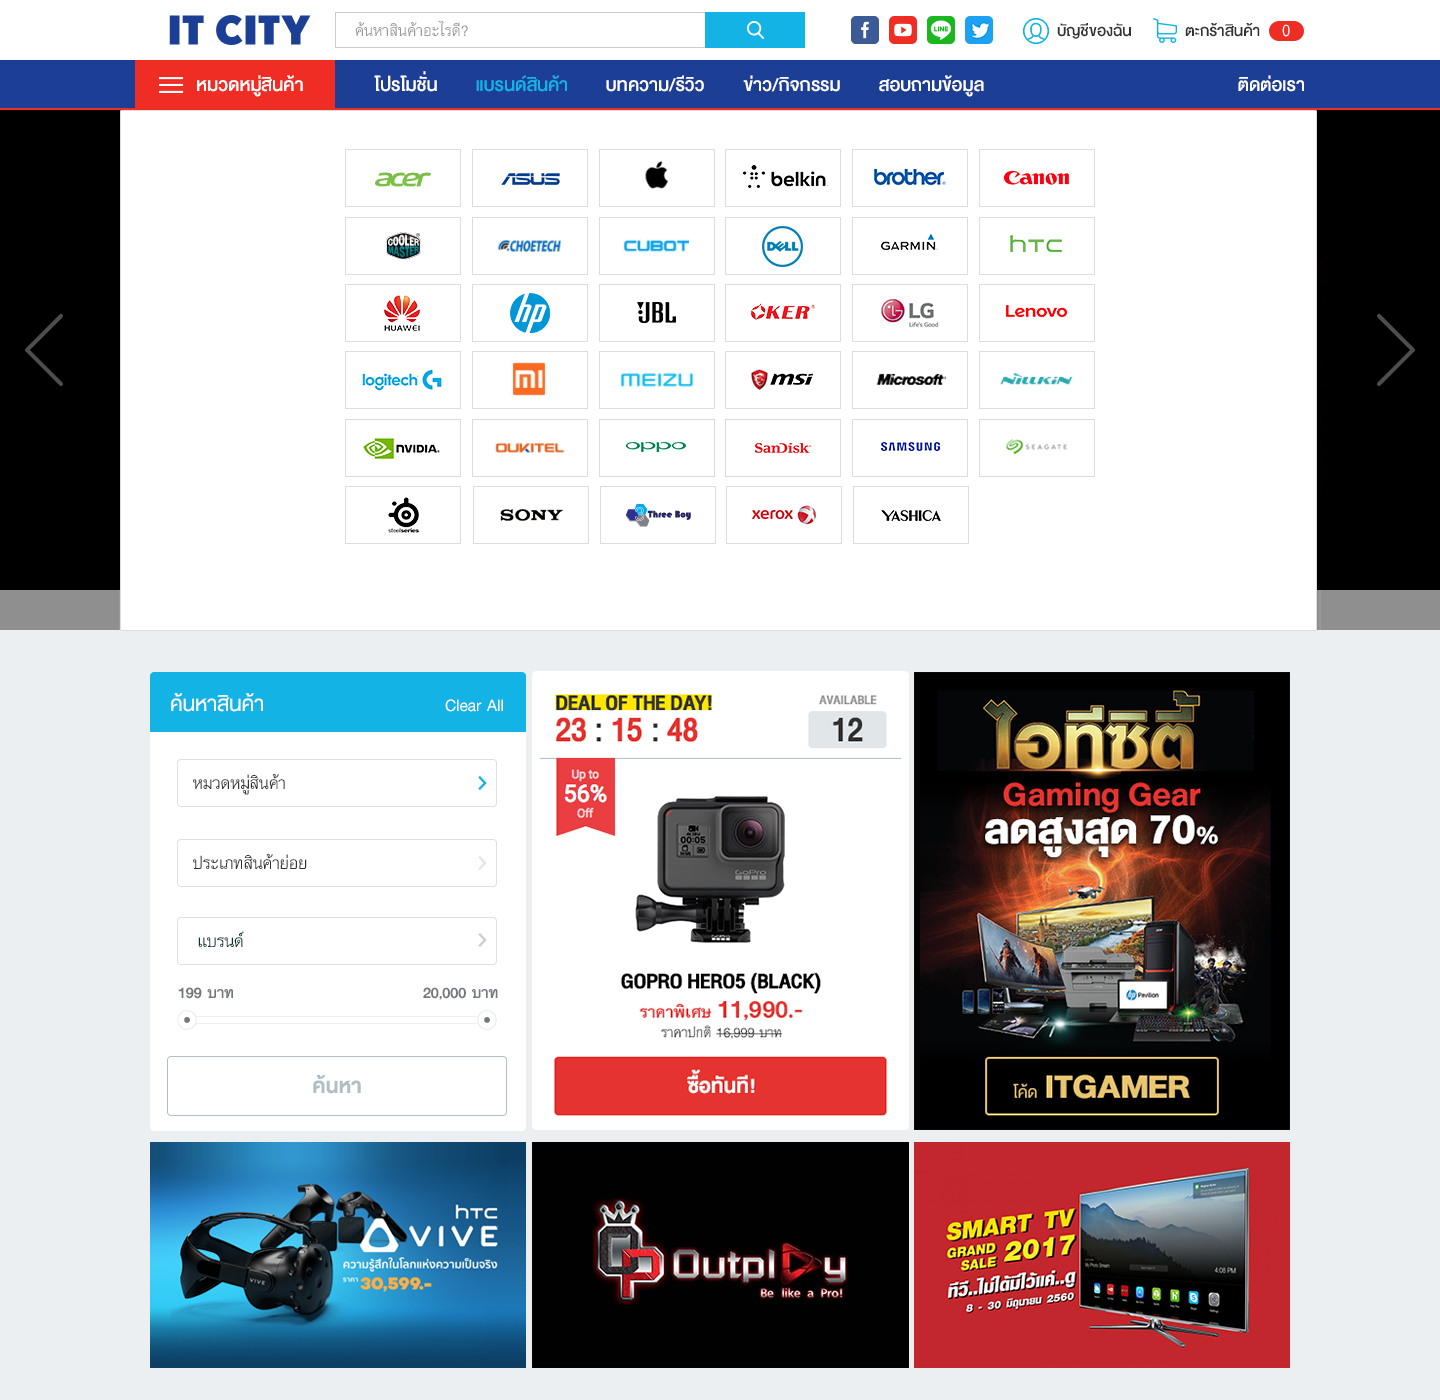 IT CITY
ค้นหาสินค้าอะไรดี?
f
LINE
บัญชีของฉัน
ตะกร้าสินค้า
0
หมวดหมู่สินค้า
โปรโมชั่น
แบรนด์สินค้า
บทความ/รีวิว
ข่าว/กิจกรรม
สอบถามข้อมูล
ติดต่อเรา
acer
ASUS
belkin
brother
Canon
COOLER MASTER
CHOETECH
CUBOT
DELL
GARMIN
hTC
HUAWEI
hp
JBL
OKER
LG
Life's Good
Lenovo
logitech G
MI
MEIZU
msi
Microsoft
NILLKIN
NVIDIA
OUKITEL
oppo
SanDisk
SAMSUNG
SEAGATE
steelseries
SONY
Three Boy
xerox
YASHICA
ค้นหาสินค้า
Clear All
หมวดหมู่สินค้า
ประเภทสินค้าย่อย
แบรนด์
199 บาท
20,000 บาท
ค้นหา
DEAL OF THE DAY!
23 : 15 : 48
AVAILABLE
12
Up to
56%
Off
00:05
GoPro
GOPRO HERO5 (BLACK)
ราคาพิเศษ 11,990.-
ราคาปกติ 16,999 บาท
ซื้อทันที!
ไอทีซิตี้
Gaming Gear
ลดสูงสุด 70%
hp Pavilion
โค้ด ITGAMER
hTC
VIVE
ความรู้สึกในโลกแห่งความเป็นจริง
ราคา 30,599.-
VIVE
Outplay
Be like a Pro!
SMART TV
GRAND SALE 2017
ทีวี..ไม่ได้มีไว้แค่..ดู
8 - 30 มิถุนายน 2560
4:08 PM